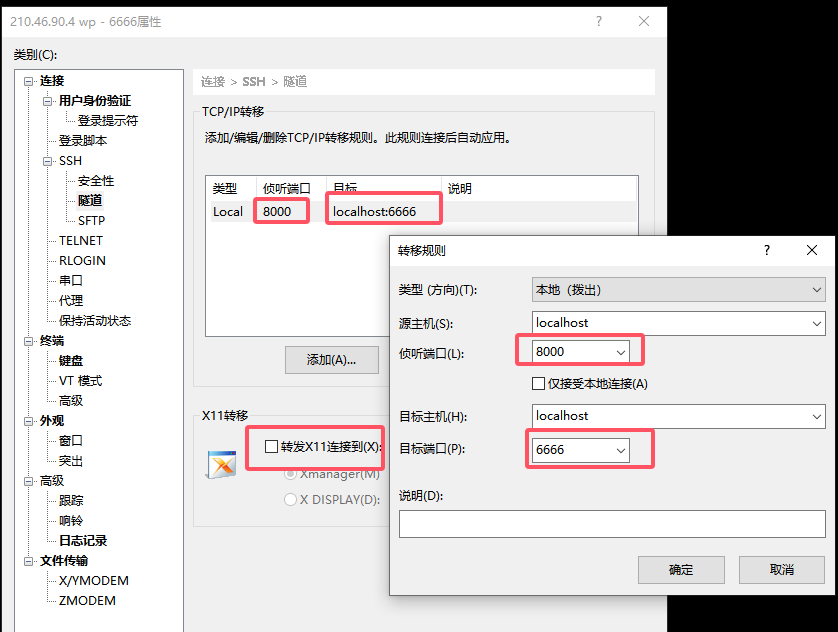 210.46.90.4 wp - 6666属性
类别(C):
连接
用户身份验证
登录提示符
登录脚本
SSH
安全性
隧道
SFTP
TELNET
RLOGIN
串口
代理
保持活动状态
终端
键盘
VT 模式
高级
外观
窗口
突出
高级
跟踪
响铃
日志记录
文件传输
X/YMODEM
ZMODEM
连接 > SSH > 隧道
TCP/IP转移
添加/编辑/删除TCP/IP转移规则。此规则连接后自动应用。
类型 侦听端口 目标 说明
Local 8000 localhost:6666
添加(A)...
X11转移
转发X11连接到(X):
Xmanager(M)
X DISPLAY(D):
转移规则
类型 (方向)(T): 本地（拨出）
源主机(S): localhost
侦听端口(L): 8000
仅接受本地连接(A)
目标主机(H): localhost
目标端口(P): 6666
说明(D):
确定 取消